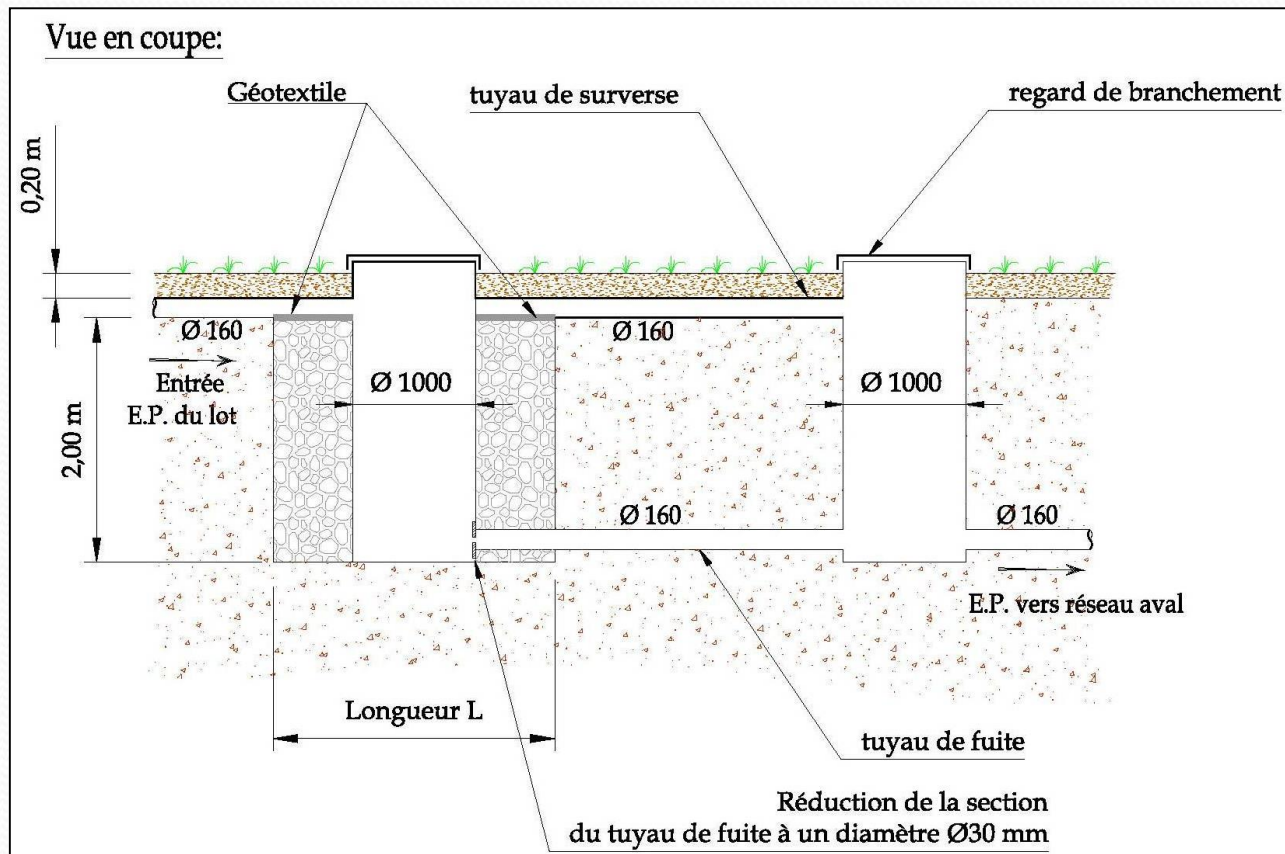 Vue en coupe:
Géotextile
tuyau de surverse
regard de branchement
0,20 m
Ø 160
Ø 160
Entrée
E.P. du lot
Ø 1000
Ø 1000
2,00 m
Ø 160
Ø 160
E.P. vers réseau aval
Longueur L
tuyau de fuite
Réduction de la section
du tuyau de fuite à un diamètre Ø30 mm